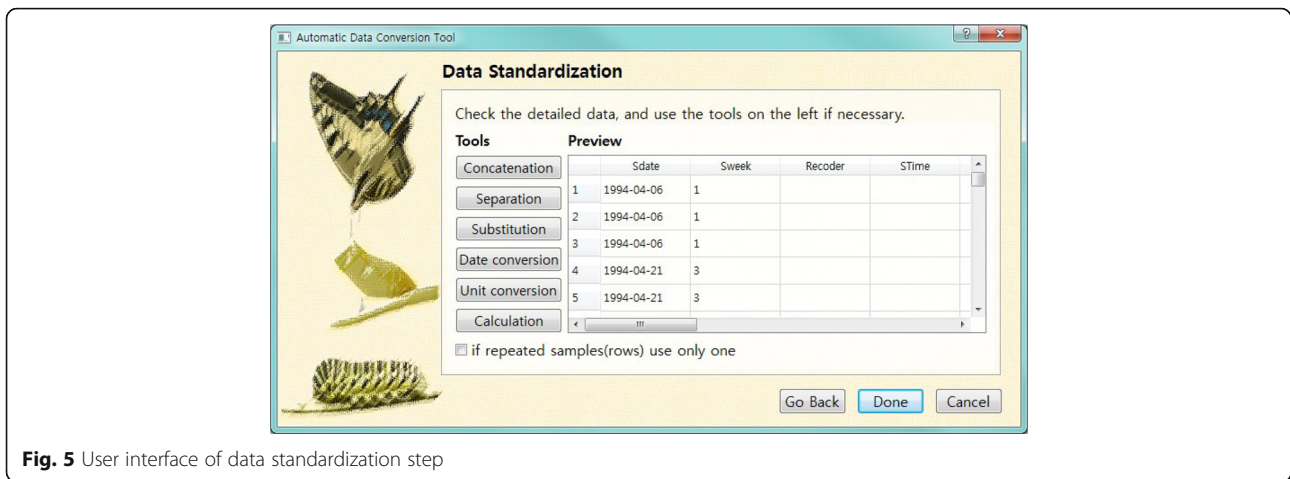 Automatic Data Conversion Tool
Data Standardization
Check the detailed data, and use the tools on the left if necessary.
Tools
Preview
Concatenation
Separation
Substitution
Date conversion
Unit conversion
Calculation
Sdate Sweek Recoder STime
1 1994-04-06 1
2 1994-04-06 1
3 1994-04-06 1
4 1994-04-21 3
5 1994-04-21 3
if repeated samples(rows) use only one
Go Back Done Cancel
Fig. 5 User interface of data standardization step